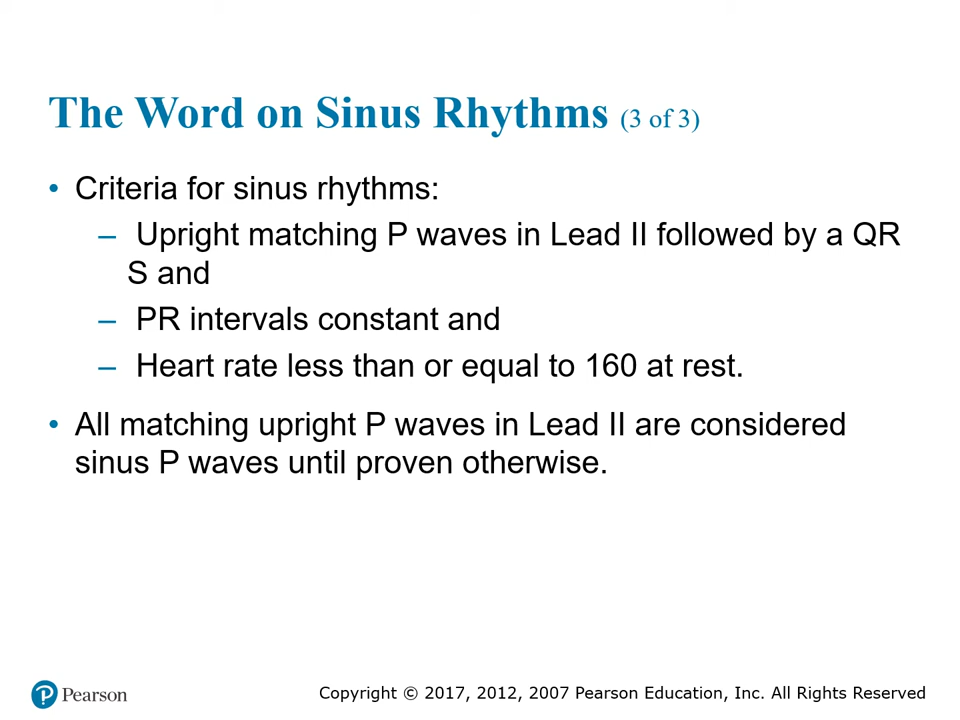 The Word on Sinus Rhythms (3 of 3)
• Criteria for sinus rhythms:
– Upright matching P waves in Lead II followed by a QR
S and
– PR intervals constant and
– Heart rate less than or equal to 160 at rest.
• All matching upright P waves in Lead II are considered
sinus P waves until proven otherwise.
Pearson
Copyright © 2017, 2012, 2007 Pearson Education, Inc. All Rights Reserved